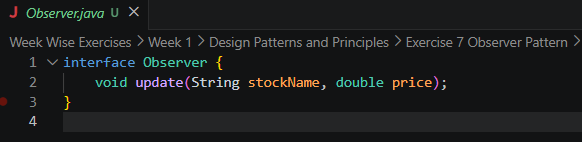 J Observer.java U ×
Week Wise Exercises > Week 1 > Design Patterns and Principles > Exercise 7 Observer Pattern >
1 interface Observer {
2 void update(String stockName, double price);
3 }
4